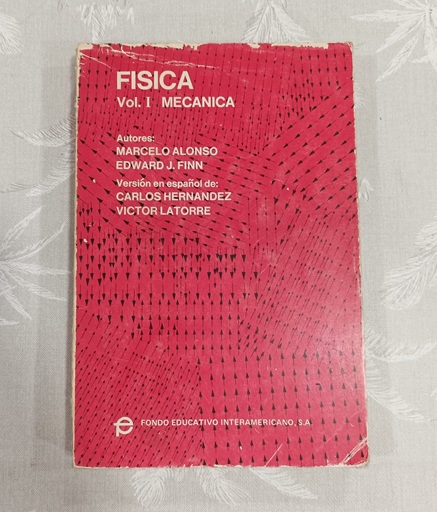 FISICA
Vol. I MECANICA
Autores:
MARCELO ALONSO
EDWARD J. FINN
Versión en español de:
CARLOS HERNANDEZ
VICTOR LATORRE
FONDO EDUCATIVO INTERAMERICANO, S.A.